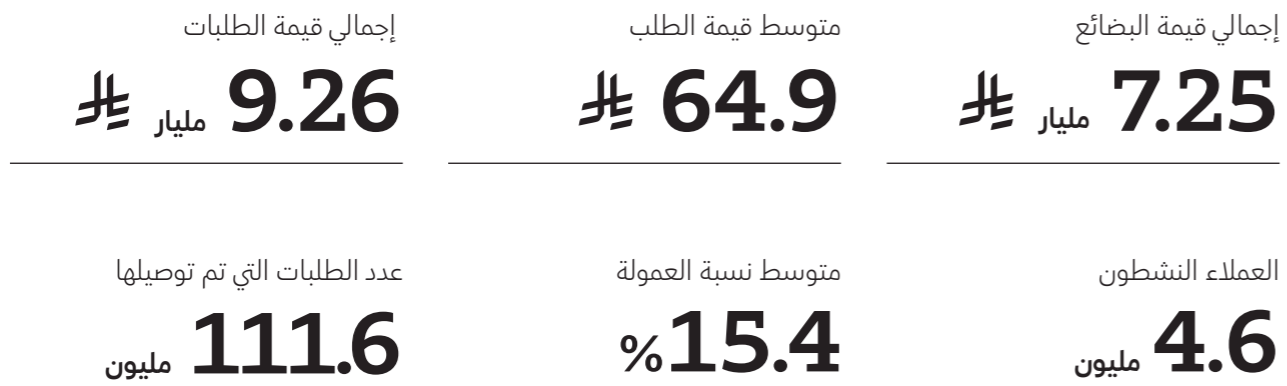 إجمالي قيمة البضائع
7.25 مليار ⃁
متوسط قيمة الطلب
64.9 ⃁
إجمالي قيمة الطلبات
9.26 مليار ⃁
العملاء النشطون
4.6 مليون
متوسط نسبة العمولة
15.4%
عدد الطلبات التي تم توصيلها
111.6 مليون